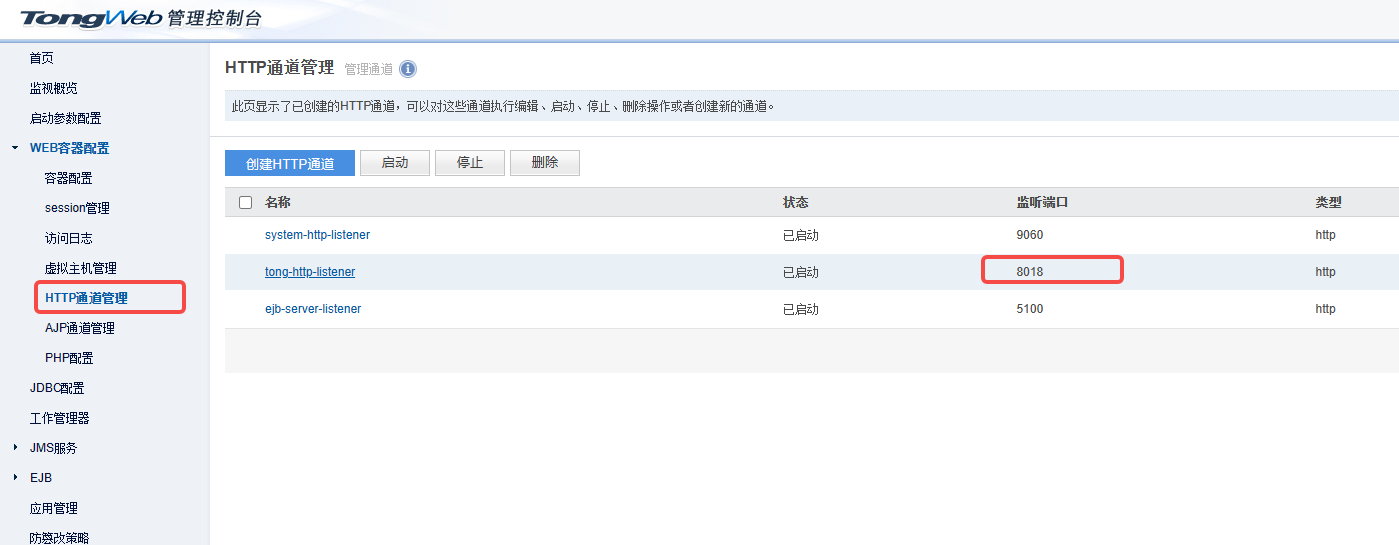 TongWeb 管理控制台
首页
监视概览
启动参数配置
WEB容器配置
容器配置
session管理
访问日志
虚拟主机管理
HTTP通道管理
AJP通道管理
PHP配置
JDBC配置
工作管理器
JMS服务
EJB
应用管理
防篡改策略
HTTP通道管理 管理通道
此页显示了已创建的HTTP通道，可以对这些通道执行编辑、启动、停止、删除操作或者创建新的通道。
创建HTTP通道 启动 停止 删除
名称 状态 监听端口 类型
system-http-listener 已启动 9060 http
tong-http-listener 已启动 8018 http
ejb-server-listener 已启动 5100 http